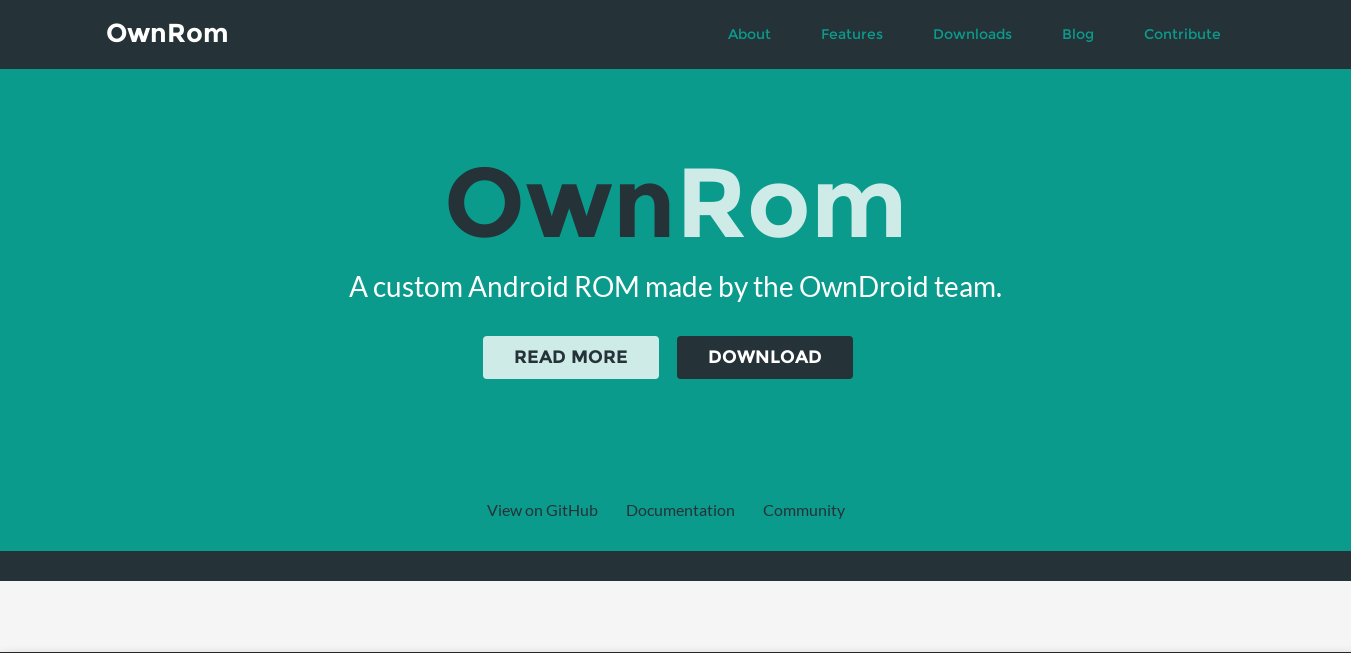 OwnRom
About Features Downloads Blog Contribute
OwnRom
A custom Android ROM made by the OwnDroid team.
READ MORE DOWNLOAD
View on GitHub Documentation Community